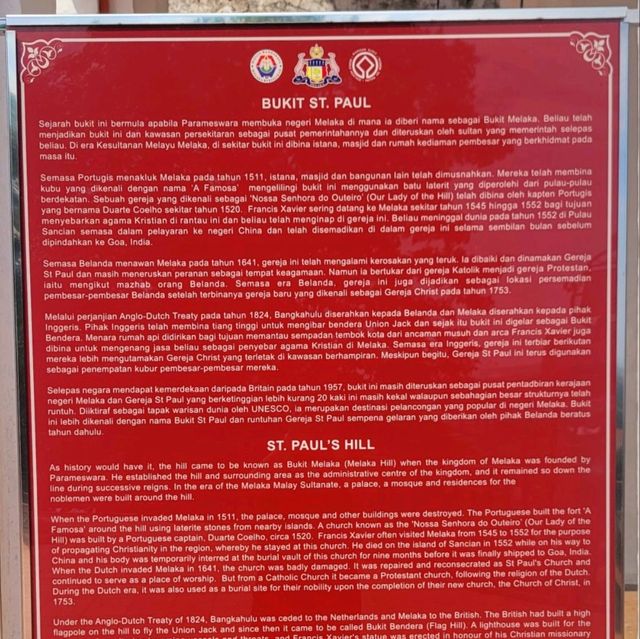 BUKIT ST. PAUL
Sejarah bukit ini bermula apabila Parameswara membuka negeri Melaka di mana ia diberi nama sebagai Bukit Melaka. Beliau telah
menjadikan bukit ini dan kawasan persekitaran sebagai pusat pemerintahannya dan diteruskan oleh sultan yang memerintah selepas
beliau. Di era Kesultanan Melayu Melaka, di sekitar bukit ini dibina istana, masjid dan rumah kediaman pembesar yang berkhidmat pada
masa itu.
Semasa Portugis menakluk Melaka pada tahun 1511, istana, masjid dan bangunan lain telah dimusnahkan. Mereka telah membina
kubu yang dikenali dengan nama 'A Famosa' mengelilingi bukit ini menggunakan batu laterit yang diperolehi dari pulau-pulau
berdekatan. Sebuah gereja yang dikenali sebagai 'Nossa Senhora do Outeiro' (Our Lady of the Hill) telah dibina oleh kapten Portugis
yang bernama Duarte Coelho sekitar tahun 1520. Francis Xavier sering datang ke Melaka sekitar tahun 1545 hingga 1552 bagi tujuan
menyebarkan agama Kristian di rantau ini dan beliau telah menginap di gereja ini. Beliau meninggal dunia pada tahun 1552 di Pulau
Sancian semasa dalam pelayaran ke negeri China dan telah disemadikan di dalam gereja ini selama sembilan bulan sebelum
dipindahkan ke Goa, India.
Semasa Belanda menawan Melaka pada tahun 1641, gereja ini telah mengalami kerosakan yang teruk. Ia dibaiki dan dinamakan Gereja
St Paul dan masih meneruskan peranan sebagai tempat keagamaan. Namun ia bertukar dari gereja Katolik menjadi gereja Protestan,
iaitu mengikut mazhab orang Belanda. Semasa era Belanda, gereja ini juga dijadikan sebagai lokasi persemadian
pembesar-pembesar Belanda setelah terbinanya gereja baru yang dikenali sebagai Gereja Christ pada tahun 1753.
Melalui perjanjian Anglo-Dutch Treaty pada tahun 1824, Bangkahulu diserahkan kepada Belanda dan Melaka diserahkan kepada pihak
Inggeris. Pihak Inggeris telah membina tiang tinggi untuk mengibar bendera Union Jack dan sejak itu bukit ini digelar sebagai Bukit
Bendera. Menara rumah api didirikan bagi tujuan memantau sempadan tembok kota dari ancaman musuh dan arca Francis Xavier juga
dibina untuk mengenang jasa beliau sebagai penyebar agama Kristian di Melaka. Semasa era Inggeris, gereja ini terbiar berikutan
mereka lebih mengutamakan Gereja Christ yang terletak di kawasan berhampiran. Meskipun begitu, Gereja St Paul ini terus digunakan
sebagai penempatan kubur pembesar-pembesar mereka.
Selepas negara mendapat kemerdekaan daripada Britain pada tahun 1957, bukit ini masih diteruskan sebagai pusat pentadbiran kerajaan
negeri Melaka dan Gereja St Paul yang berketinggian lebih kurang 20 kaki ini masih kekal walaupun sebahagian besar strukturnya telah
runtuh. Diiktiraf sebagai tapak warisan dunia oleh UNESCO, ia merupakan destinasi pelancongan yang popular di negeri Melaka. Bukit
ini lebih dikenali dengan nama Bukit St Paul dan runtuhan Gereja St Paul sempena gelaran yang diberikan oleh pihak Belanda beratus
tahun dahulu.
ST. PAUL'S HILL
As history would have it, the hill came to be known as Bukit Melaka (Melaka Hill) when the kingdom of Melaka was founded by
Parameswara. He established the hill and surrounding area as the administrative centre of the kingdom, and it remained so down the
line during successive reigns. In the era of the Melaka Malay Sultanate, a palace, a mosque and residences for the
noblemen were built around the hill.
When the Portuguese invaded Melaka in 1511, the palace, mosque and other buildings were destroyed. The Portuguese built the fort 'A
Famosa' around the hill using laterite stones from nearby islands. A church known as the 'Nossa Senhora do Outeiro' (Our Lady of the
Hill) was built by a Portuguese captain, Duarte Coelho, circa 1520. Francis Xavier often visited Melaka from 1545 to 1552 for the purpose
of propagating Christianity in the region, whereby he stayed at this church. He died on the island of Sancian in 1552 while on his way to
China and his body was temporarily interred at the burial vault of this church for nine months before it was finally shipped to Goa, India.
When the Dutch invaded Melaka in 1641, the church was badly damaged. It was repaired and reconsecrated as St Paul's Church and
continued to serve as a place of worship. But from a Catholic Church it became a Protestant church, following the religion of the Dutch.
During the Dutch era, it was also used as a burial site for their nobility upon the completion of their new church, the Church of Christ, in
1753.
Under the Anglo-Dutch Treaty of 1824, Bangkahulu was ceded to the Netherlands and Melaka to the British. The British had built a high
flagpole on the hill to fly the Union Jack and since then it came to be called Bukit Bendera (Flag Hill). A lighthouse was built for the
and Francis Xavier's statue was erected in honour of his Christian missionary